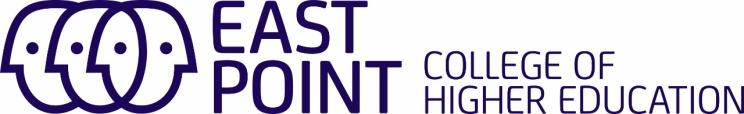 EAST
POINT
COLLEGE OF
HIGHER EDUCATION